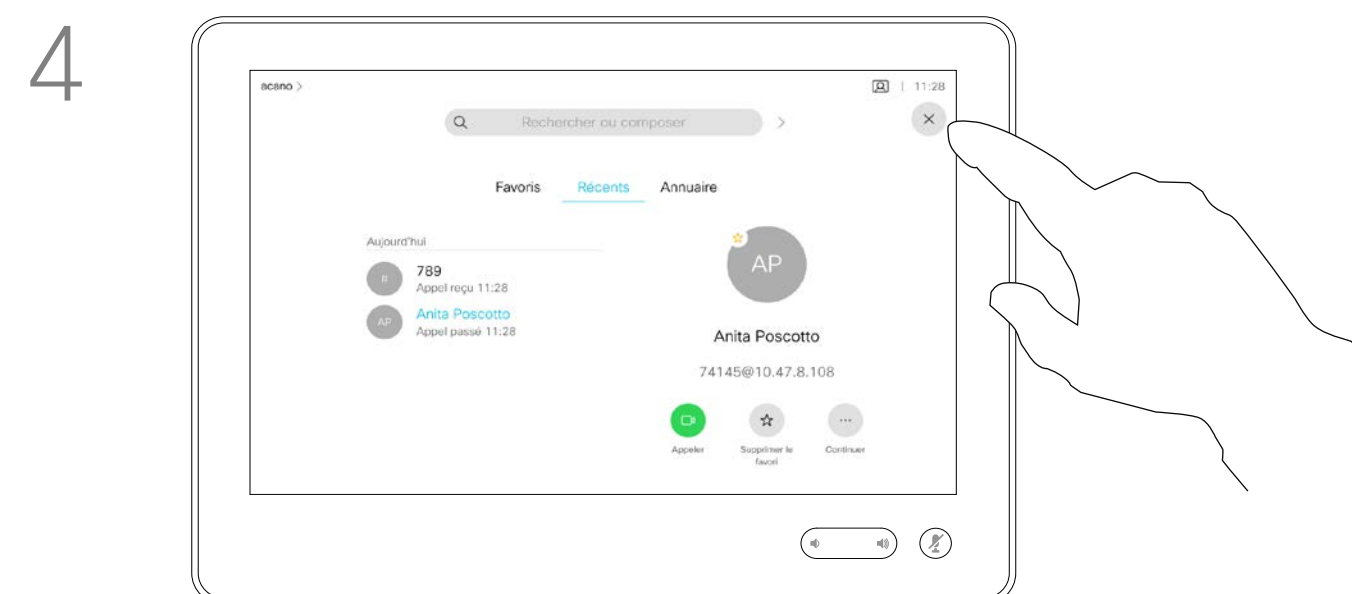 4
acano >
11:28
Rechercher ou composer
Favoris Récents Annuaire
Aujourd'hui
789
Appel reçu 11:28
AP
Anita Poscotto
Appel passé 11:28
AP
Anita Poscotto
74145@10.47.8.108
Appeler
Supprimer le
favori
Continuer